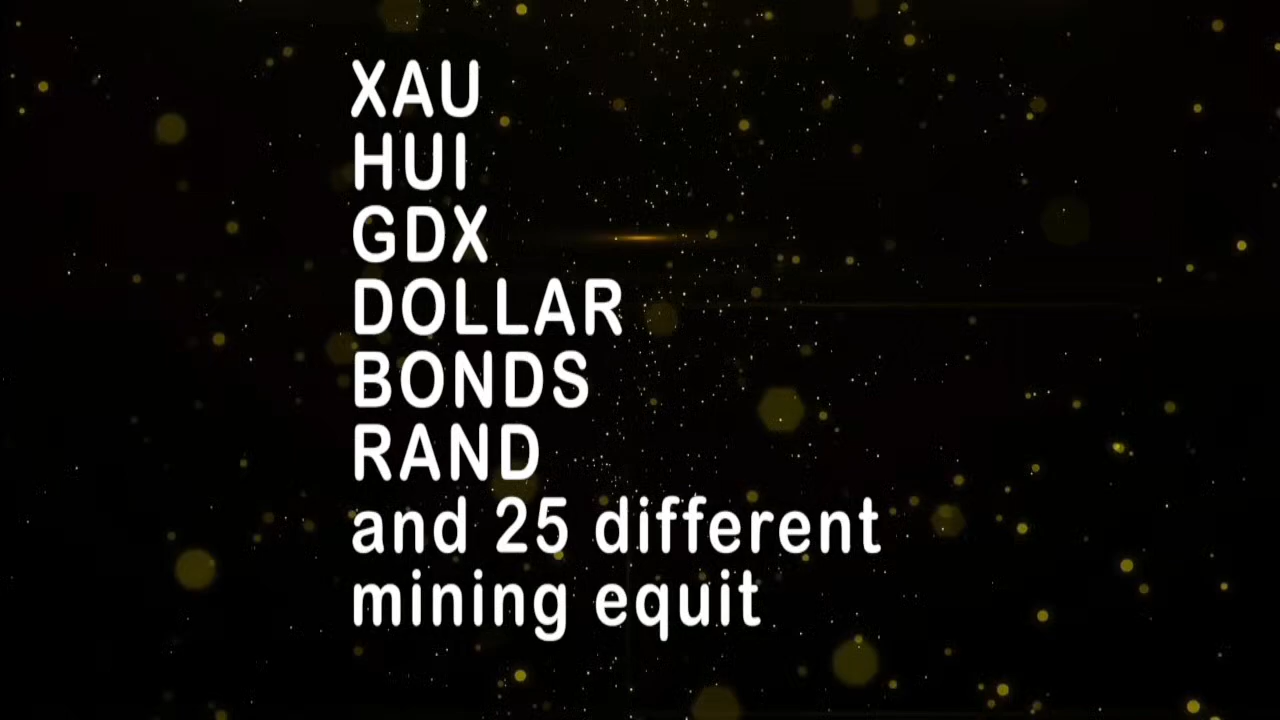 XAU
HUI
GDX
DOLLAR
BONDS
RAND
and 25 different
mining equit